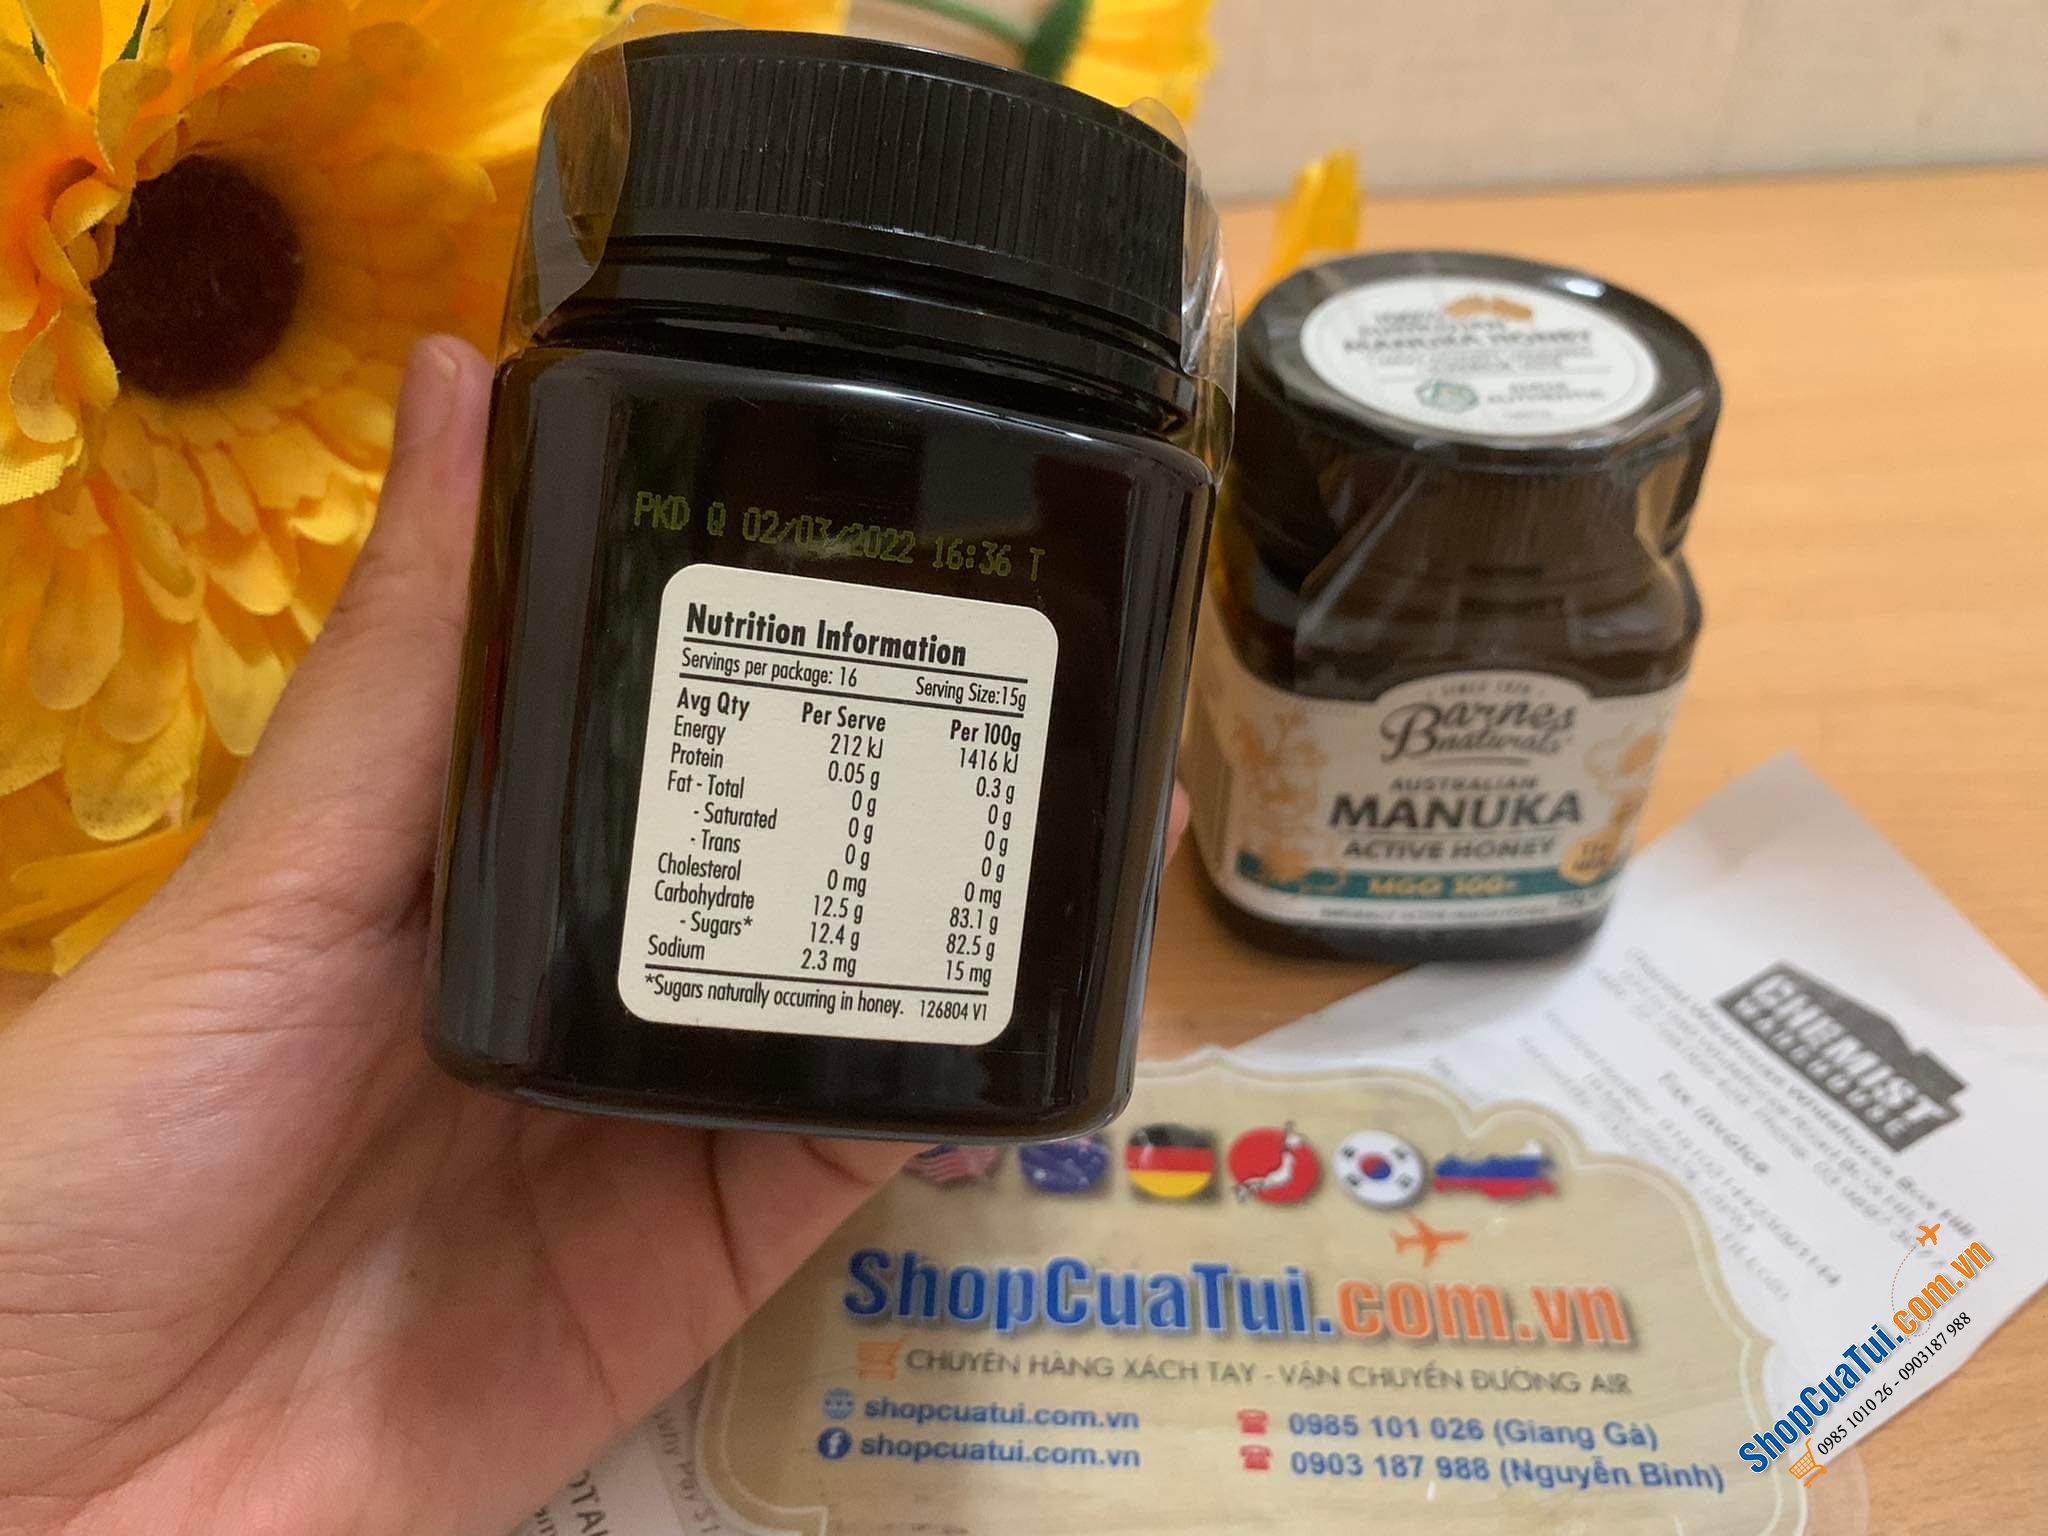 PKD Q 02/03/2022 16:36 T
Nutrition Information
Servings per package: 16 Serving Size:15g
Avg Qty Per Serve Per 100g
Energy 212 kJ 1416 kJ
Protein 0.05 g 0.3 g
Fat - Total 0 g 0 g
- Saturated 0 g 0 g
- Trans 0 g 0 g
Cholesterol 0 mg 0 mg
Carbohydrate 12.5 g 83.1 g
- Sugars* 12.4 g 82.5 g
Sodium 2.3 mg 15 mg
*Sugars naturally occurring in honey. 126804 V1
MANUKA HONEY
Barnes
naturals
AUSTRALIAN
MANUKA
ACTIVE HONEY
MGO 300+
CHEMIST
WAREHOUSE
Tax Invoice
ShopCuaTui.com.vn
CHUYÊN HÀNG XÁCH TAY - VẬN CHUYỂN ĐƯỜNG AIR
shopcuatui.com.vn 0985 101 026 (Giang Gà)
shopcuatui.com.vn 0903 187 988 (Nguyễn Bình)
ShopCuaTui.com.vn
0985 1010 26 - 0903187 988